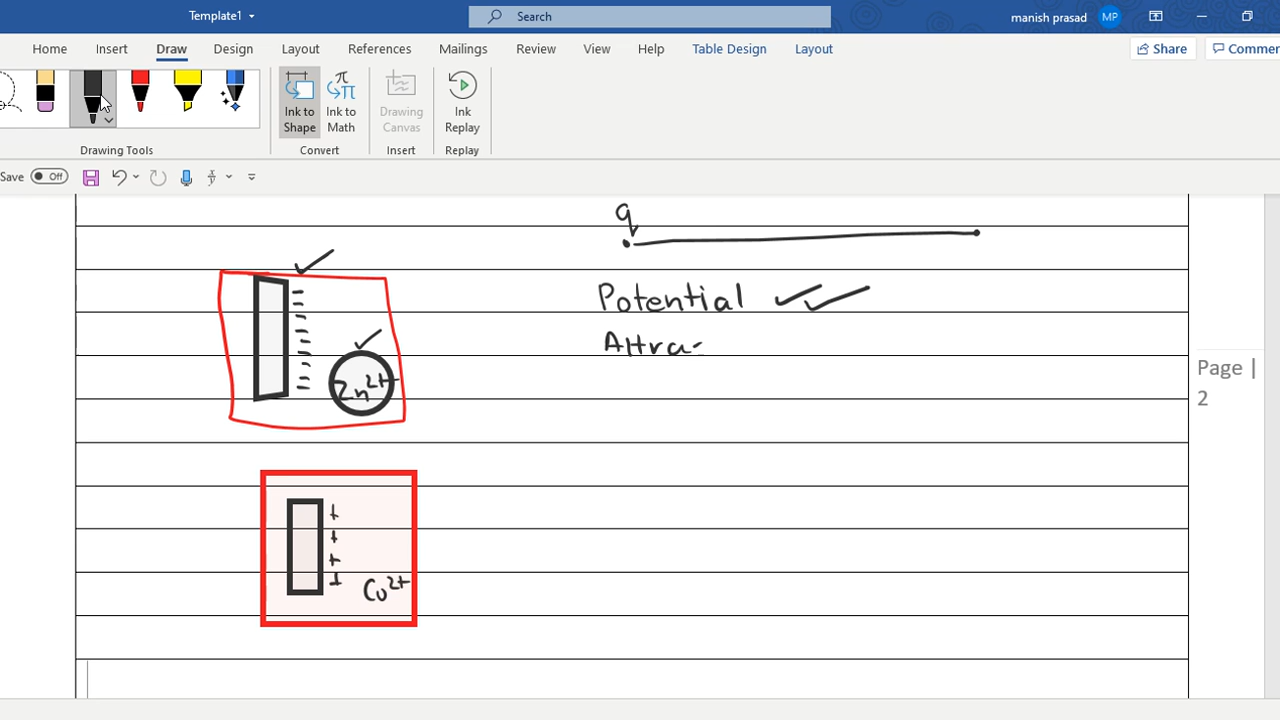 Template1
Search
manish prasad
MP
Home Insert Draw Design Layout References Mailings Review View Help Table Design Layout
Share
Commer
Ink to Shape
Ink to Math
Drawing Canvas
Ink Replay
Drawing Tools
Convert
Insert
Replay
Save Off
q
Potential
Attra-
Zn2+
Cu2+
Page |
2